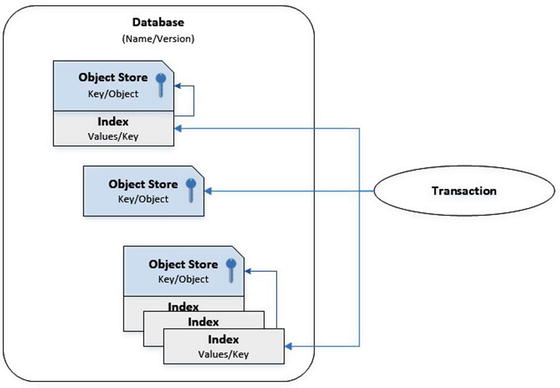 Database
(Name/Version)
Object Store
Key/Object
Index
Values/Key
Object Store
Key/Object
Transaction
Object Store
Key/Object
Index
Index
Index
Values/Key